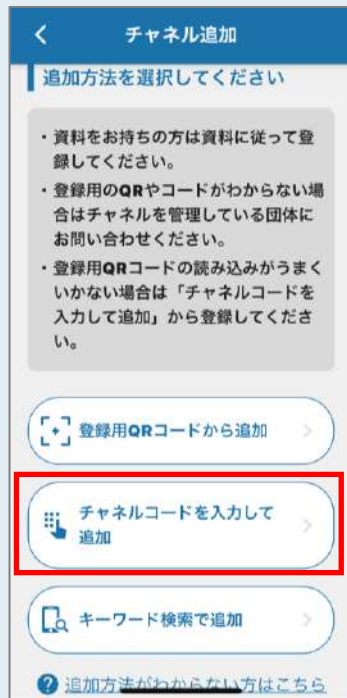 チャネル追加
追加方法を選択してください
・資料をお持ちの方は資料に従って登
録してください。
・登録用のQRやコードがわからない場
合はチャネルを管理している団体に
お問い合わせください。
・登録用QRコードの読み込みがうまく
いかない場合は「チャネルコードを
入力して追加」から登録してくださ
い。
登録用QRコードから追加
チャネルコードを入力して
追加
キーワード検索で追加
追加方法がわからない方はこちら